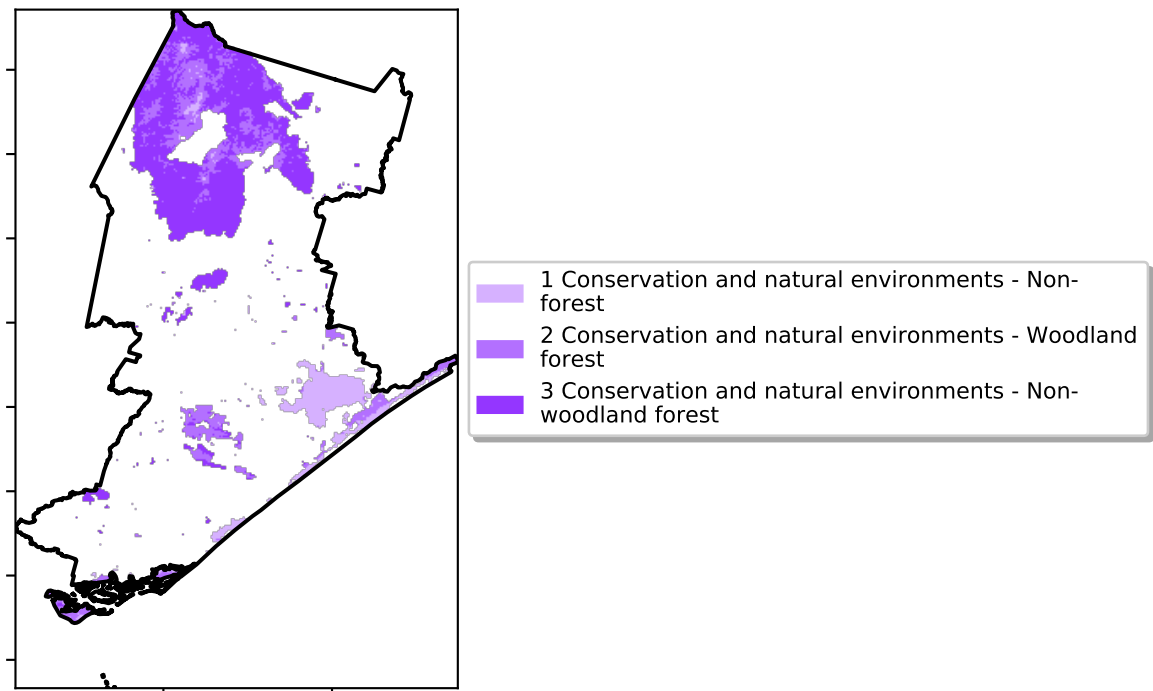 1 Conservation and natural environments - Non-
forest
2 Conservation and natural environments - Woodland
forest
3 Conservation and natural environments - Non-
woodland forest